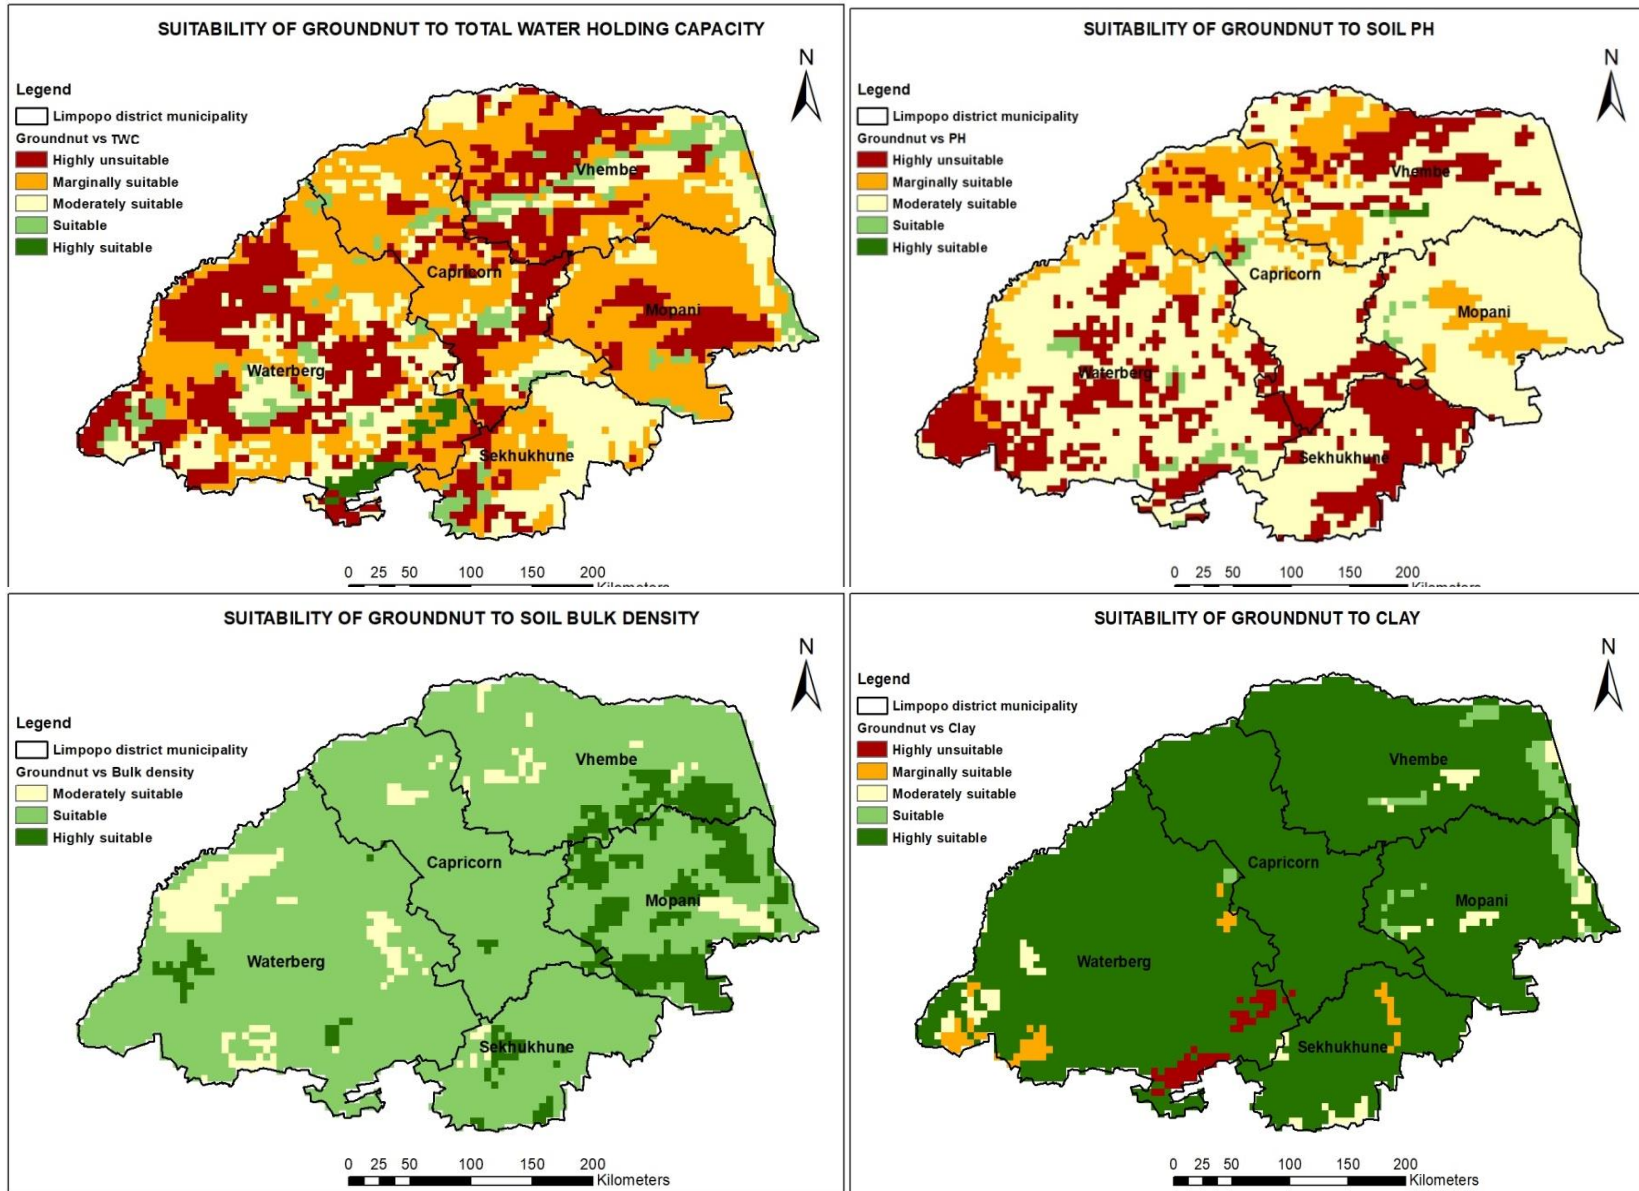 SUITABILITY OF GROUNDNUT TO TOTAL WATER HOLDING CAPACITY
N
Legend
Limpopo district municipality
Groundnut vs TWC
Highly unsuitable
Marginally suitable
Moderately suitable
Suitable
Highly suitable
Vhembe
Capricorn
Mopani
Waterberg
Sekhukhune
0 25 50 100 150 200
Kilometers
SUITABILITY OF GROUNDNUT TO SOIL PH
N
Legend
Limpopo district municipality
Groundnut vs PH
Highly unsuitable
Marginally suitable
Moderately suitable
Suitable
Highly suitable
Vhembe
Capricorn
Mopani
Waterberg
Sekhukhune
0 25 50 100 150 200
Kilometers
SUITABILITY OF GROUNDNUT TO SOIL BULK DENSITY
N
Legend
Limpopo district municipality
Groundnut vs Bulk density
Moderately suitable
Suitable
Highly suitable
Vhembe
Capricorn
Mopani
Waterberg
Sekhukhune
0 25 50 100 150 200
Kilometers
SUITABILITY OF GROUNDNUT TO CLAY
N
Legend
Limpopo district municipality
Groundnut vs Clay
Highly unsuitable
Marginally suitable
Moderately suitable
Suitable
Highly suitable
Vhembe
Capricorn
Mopani
Waterberg
Sekhukhune
0 25 50 100 150 200
Kilometers